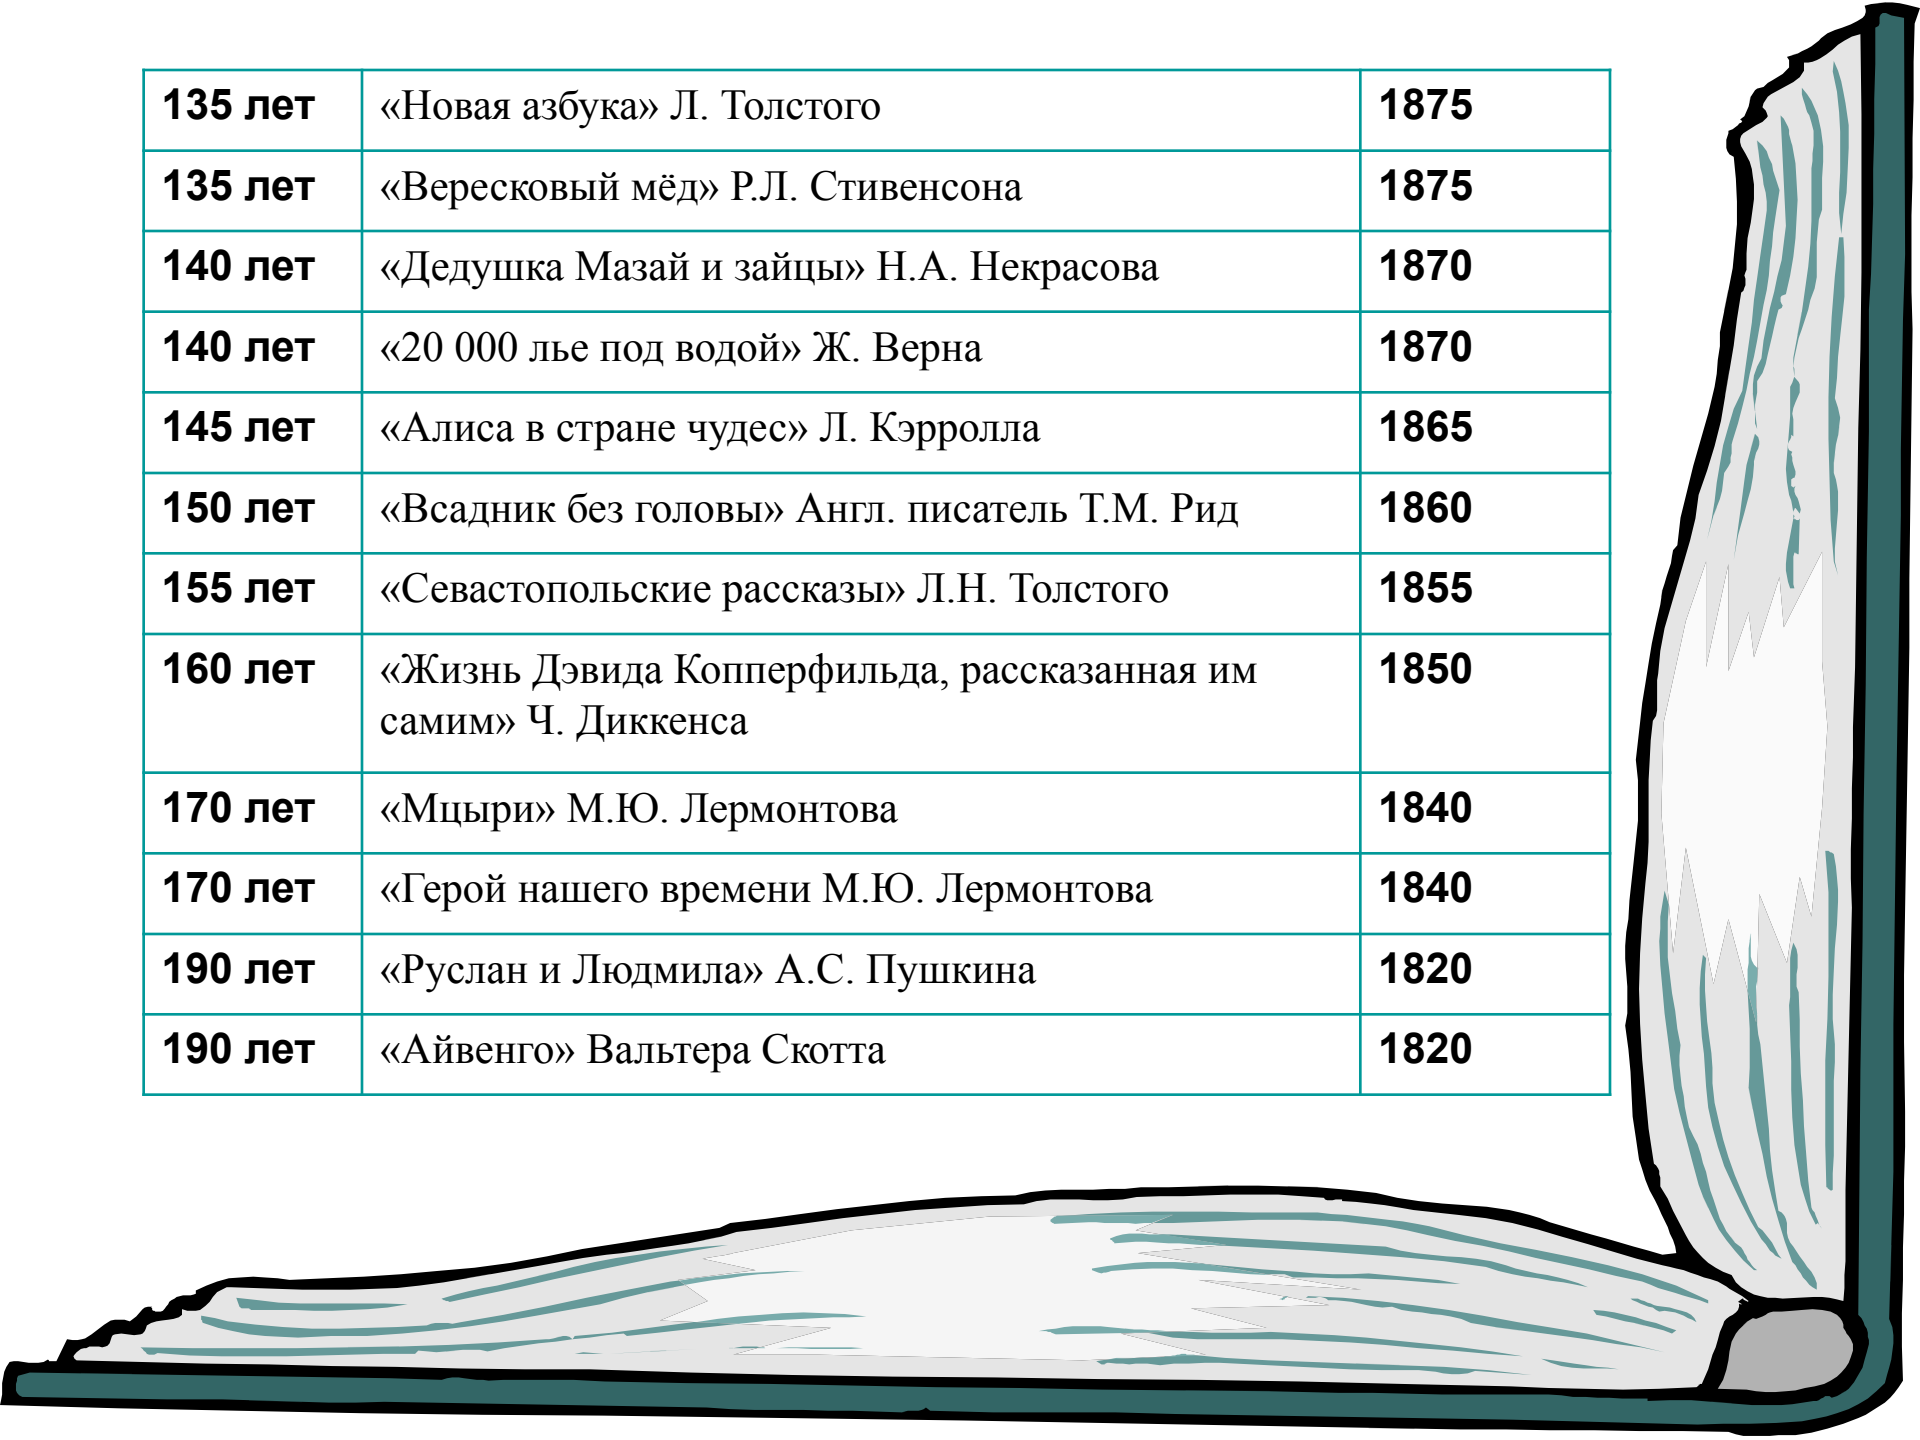 135 лет «Новая азбука» Л. Толстого 1875
135 лет «Вересковый мёд» Р.Л. Стивенсона 1875
140 лет «Дедушка Мазай и зайцы» Н.А. Некрасова 1870
140 лет «20 000 лье под водой» Ж. Верна 1870
145 лет «Алиса в стране чудес» Л. Кэрролла 1865
150 лет «Всадник без головы» Англ. писатель Т.М. Рид 1860
155 лет «Севастопольские рассказы» Л.Н. Толстого 1855
160 лет «Жизнь Дэвида Копперфильда, рассказанная им 1850
самим» Ч. Диккенса
170 лет «Мцыри» М.Ю. Лермонтова 1840
170 лет «Герой нашего времени М.Ю. Лермонтова 1840
190 лет «Руслан и Людмила» А.С. Пушкина 1820
190 лет «Айвенго» Вальтера Скотта 1820